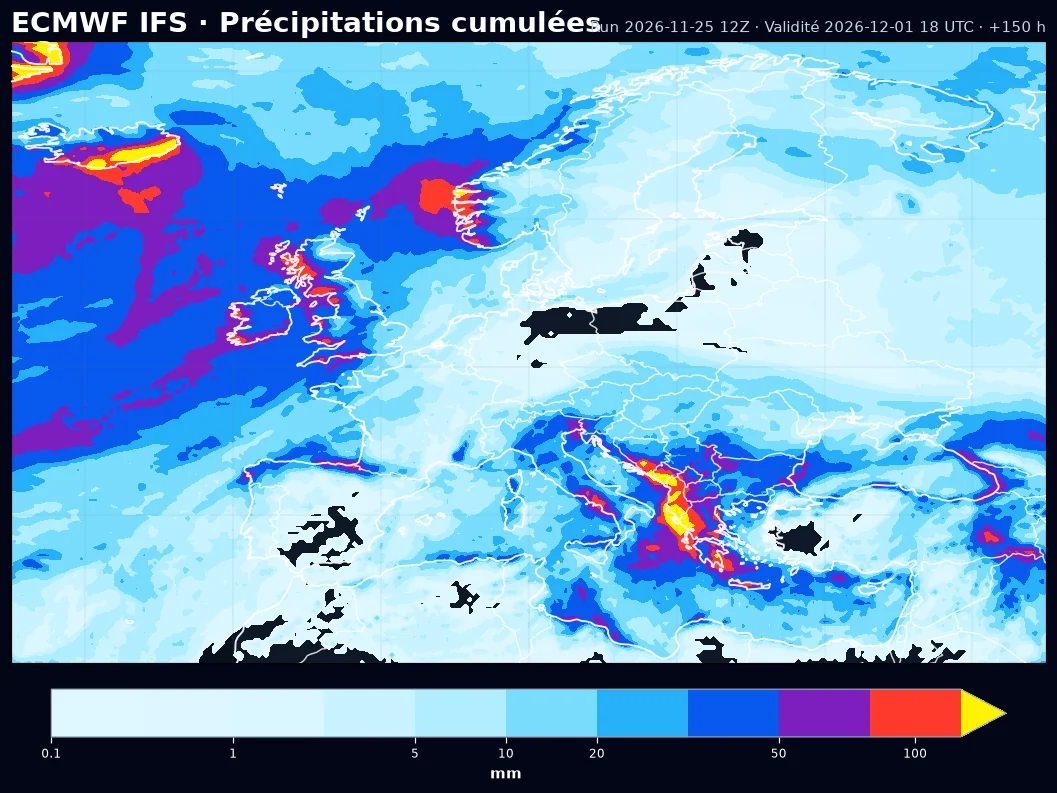 ECMWF IFS · Précipitations cumulées
Run 2026-11-25 12Z · Validité 2026-12-01 18 UTC · +150 h
0.1 1 5 10 20 50 100
mm